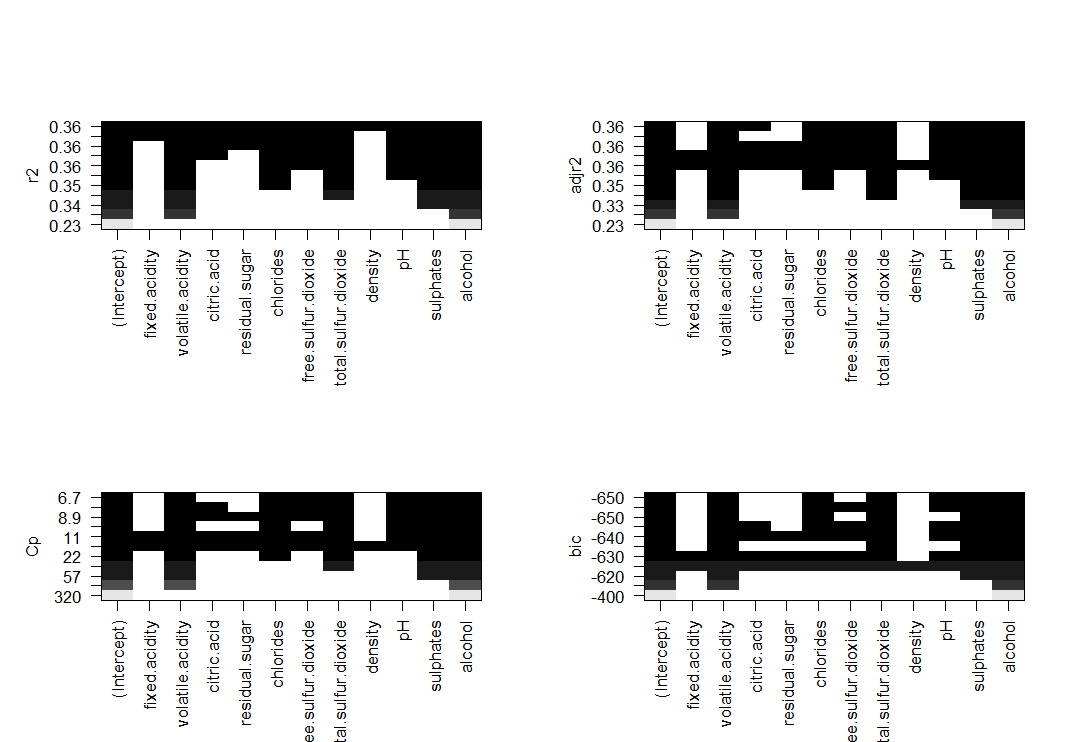 r2
0.36
0.36
0.36
0.35
0.34
0.23
(Intercept)
fixed.acidity
volatile.acidity
citric.acid
residual.sugar
chlorides
free.sulfur.dioxide
total.sulfur.dioxide
density
pH
sulphates
alcohol
adjr2
0.36
0.36
0.36
0.35
0.33
0.23
(Intercept)
fixed.acidity
volatile.acidity
citric.acid
residual.sugar
chlorides
free.sulfur.dioxide
total.sulfur.dioxide
density
pH
sulphates
alcohol
Cp
6.7
8.9
11
22
57
320
(Intercept)
fixed.acidity
volatile.acidity
citric.acid
residual.sugar
chlorides
ee.sulfur.dioxide
tal.sulfur.dioxide
density
pH
sulphates
alcohol
bic
-650
-650
-640
-630
-620
-400
(Intercept)
fixed.acidity
volatile.acidity
citric.acid
residual.sugar
chlorides
ee.sulfur.dioxide
tal.sulfur.dioxide
density
pH
sulphates
alcohol